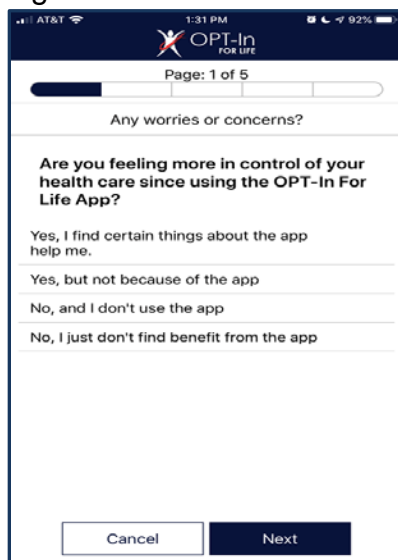 AT&T 1:31 PM 92%
OPT-In
FOR LIFE
Page: 1 of 5
Any worries or concerns?
Are you feeling more in control of your
health care since using the OPT-In For
Life App?
Yes, I find certain things about the app
help me.
Yes, but not because of the app
No, and I don't use the app
No, I just don't find benefit from the app
Cancel Next